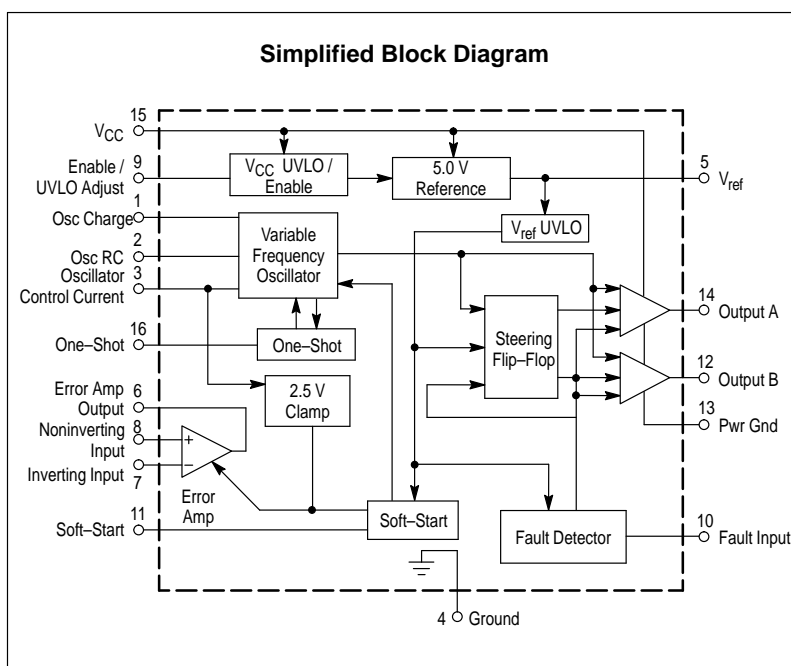 Simplified Block Diagram
15
VCC
9
Enable /
UVLO Adjust
1
Osc Charge
2
Osc RC
3
Oscillator
Control Current
16
One–Shot
Error Amp
6
Output
8
Noninverting
Input
Inverting Input
7
11
Soft–Start
VCC UVLO /
Enable
5.0 V
Reference
Vref UVLO
Variable
Frequency
Oscillator
One–Shot
2.5 V
Clamp
+
–
Error
Amp
Soft–Start
Steering
Flip–Flop
Fault Detector
5
Vref
14
Output A
12
Output B
13
Pwr Gnd
10
Fault Input
4
Ground